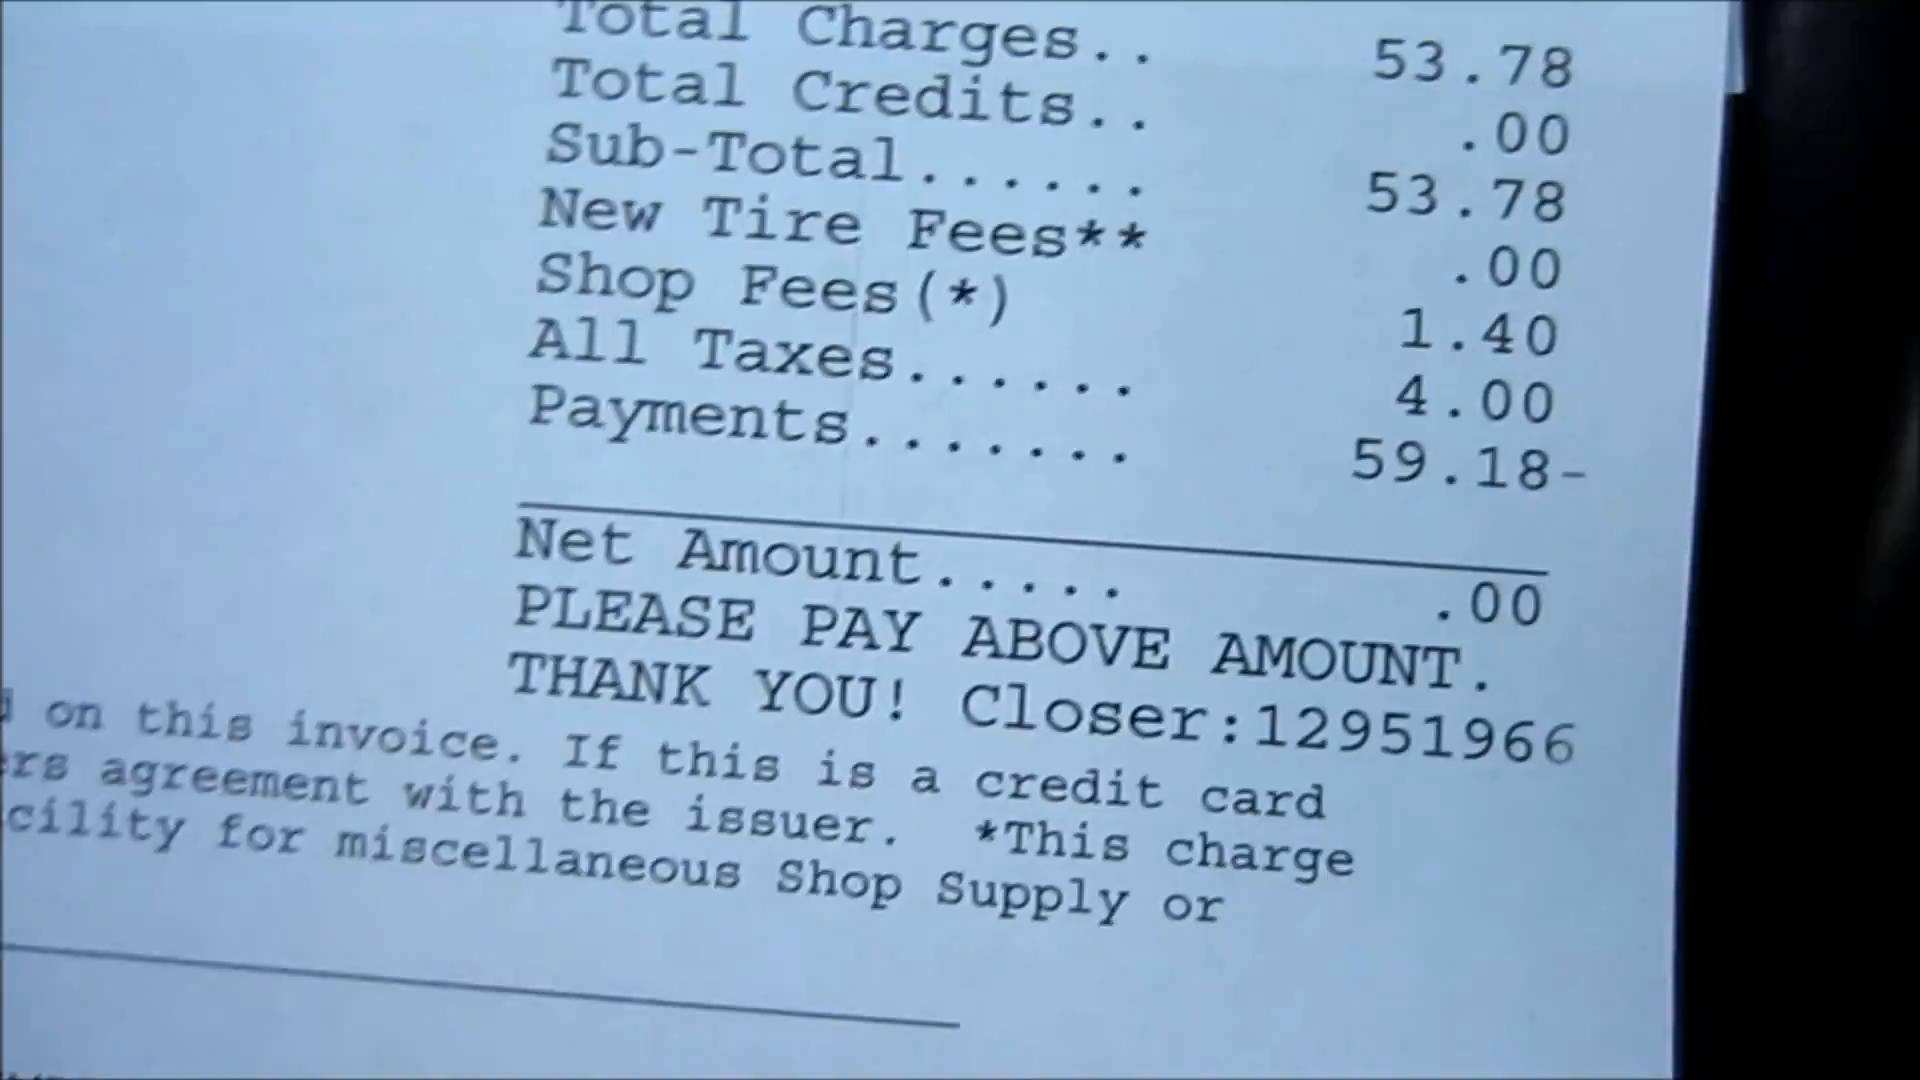 Total Charges.. 53.78
Total Credits.. .00
Sub-Total...... 53.78
New Tire Fees** .00
Shop Fees(*) 1.40
All Taxes...... 4.00
Payments....... 59.18-
Net Amount..... .00
PLEASE PAY ABOVE AMOUNT.
THANK YOU! Closer:12951966
on this invoice. If this is a credit card
agreement with the issuer. *This charge
for miscellaneous Shop Supply or